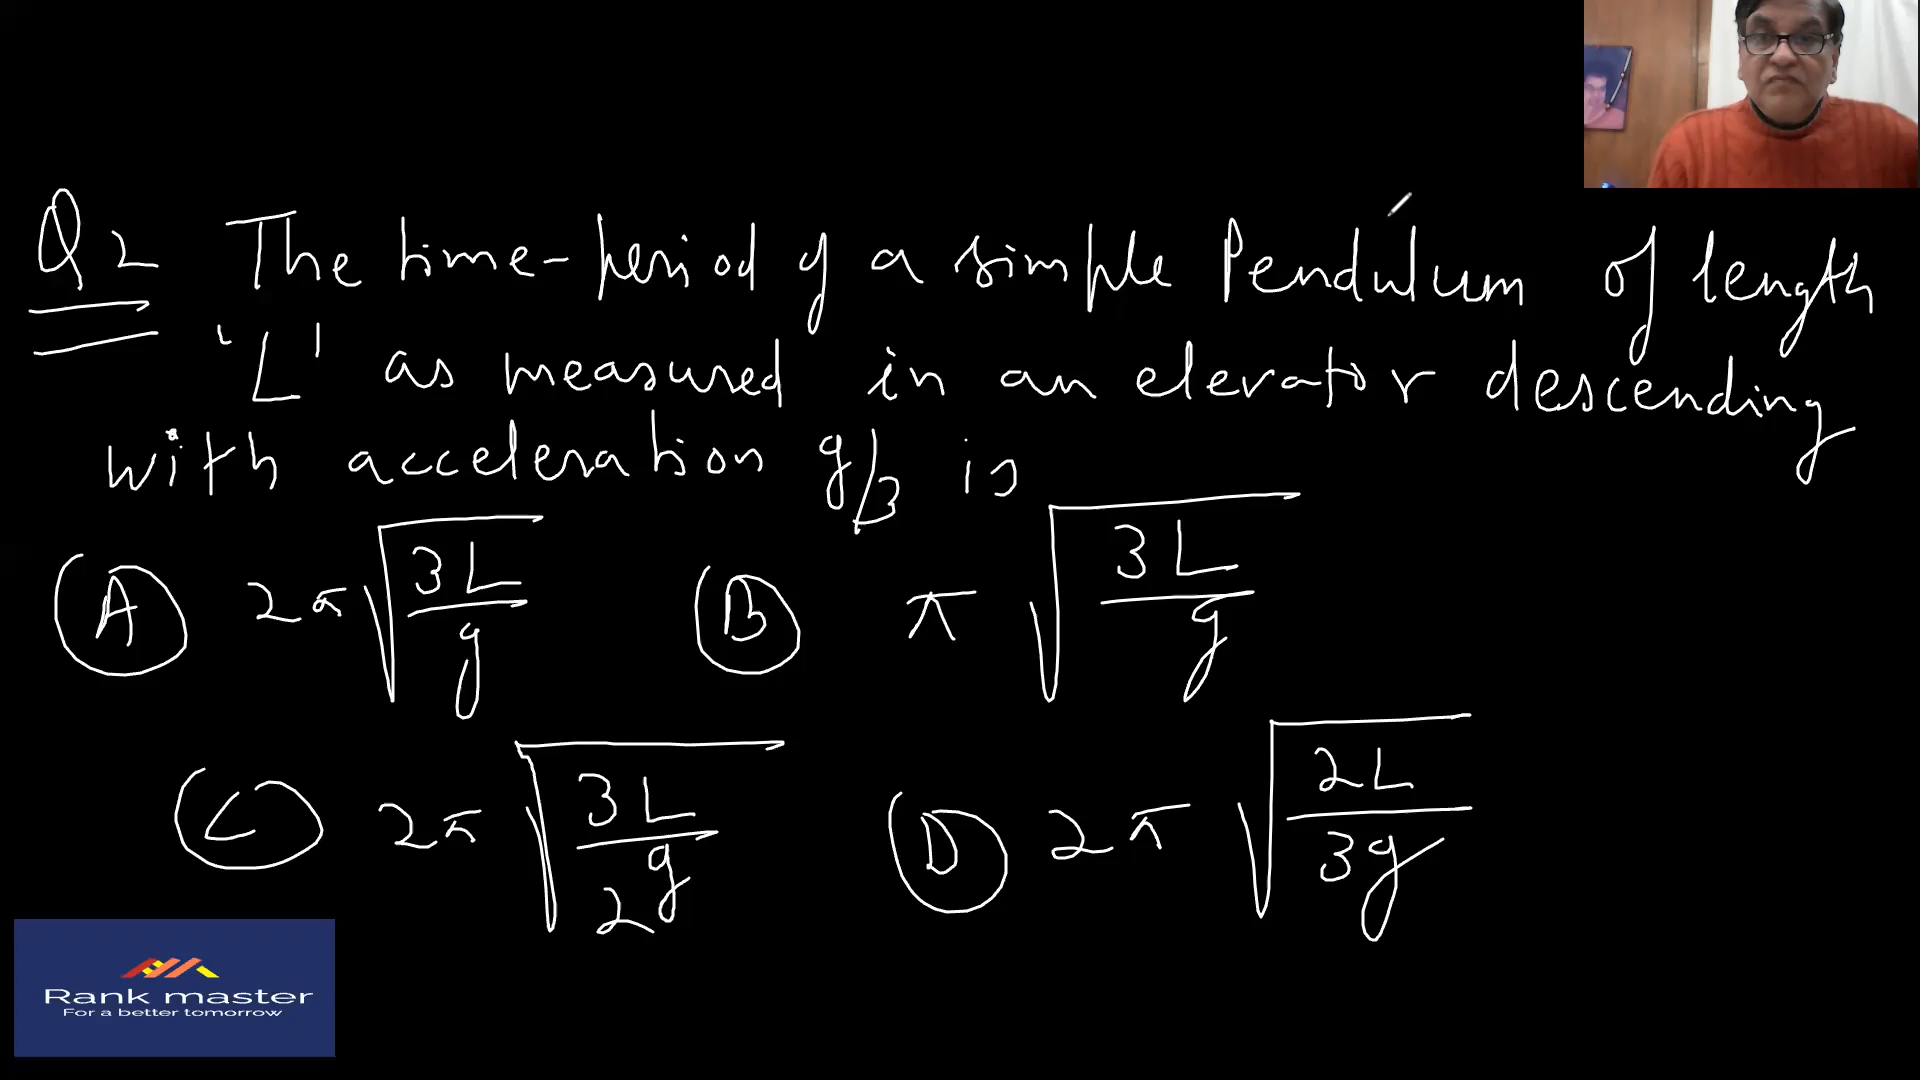 Q2 The time-period of a simple Pendulum of length
'L' as measured in an elevator descending
with acceleration g/3 is
(A) 2π√(3L/g) (B) π√(3L/g)
(C) 2π√(3L/2g) (D) 2π√(2L/3g)
Rank master
For a better tomorrow